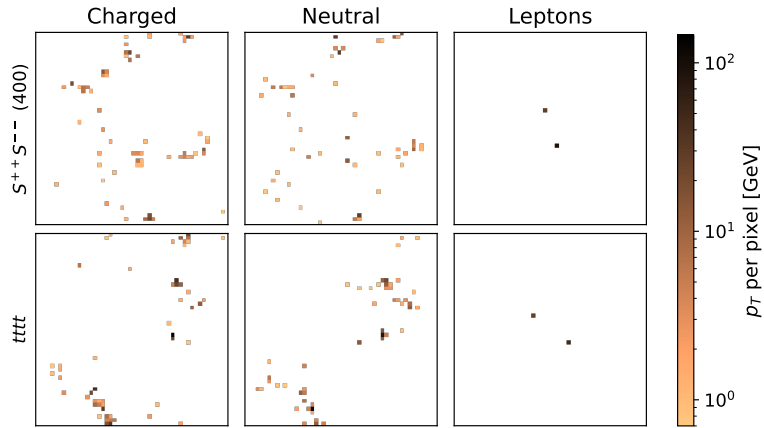 Charged Neutral Leptons
S⁺⁺S⁻⁻ (400)
tttt
10²
10¹
10⁰
p_T per pixel [GeV]